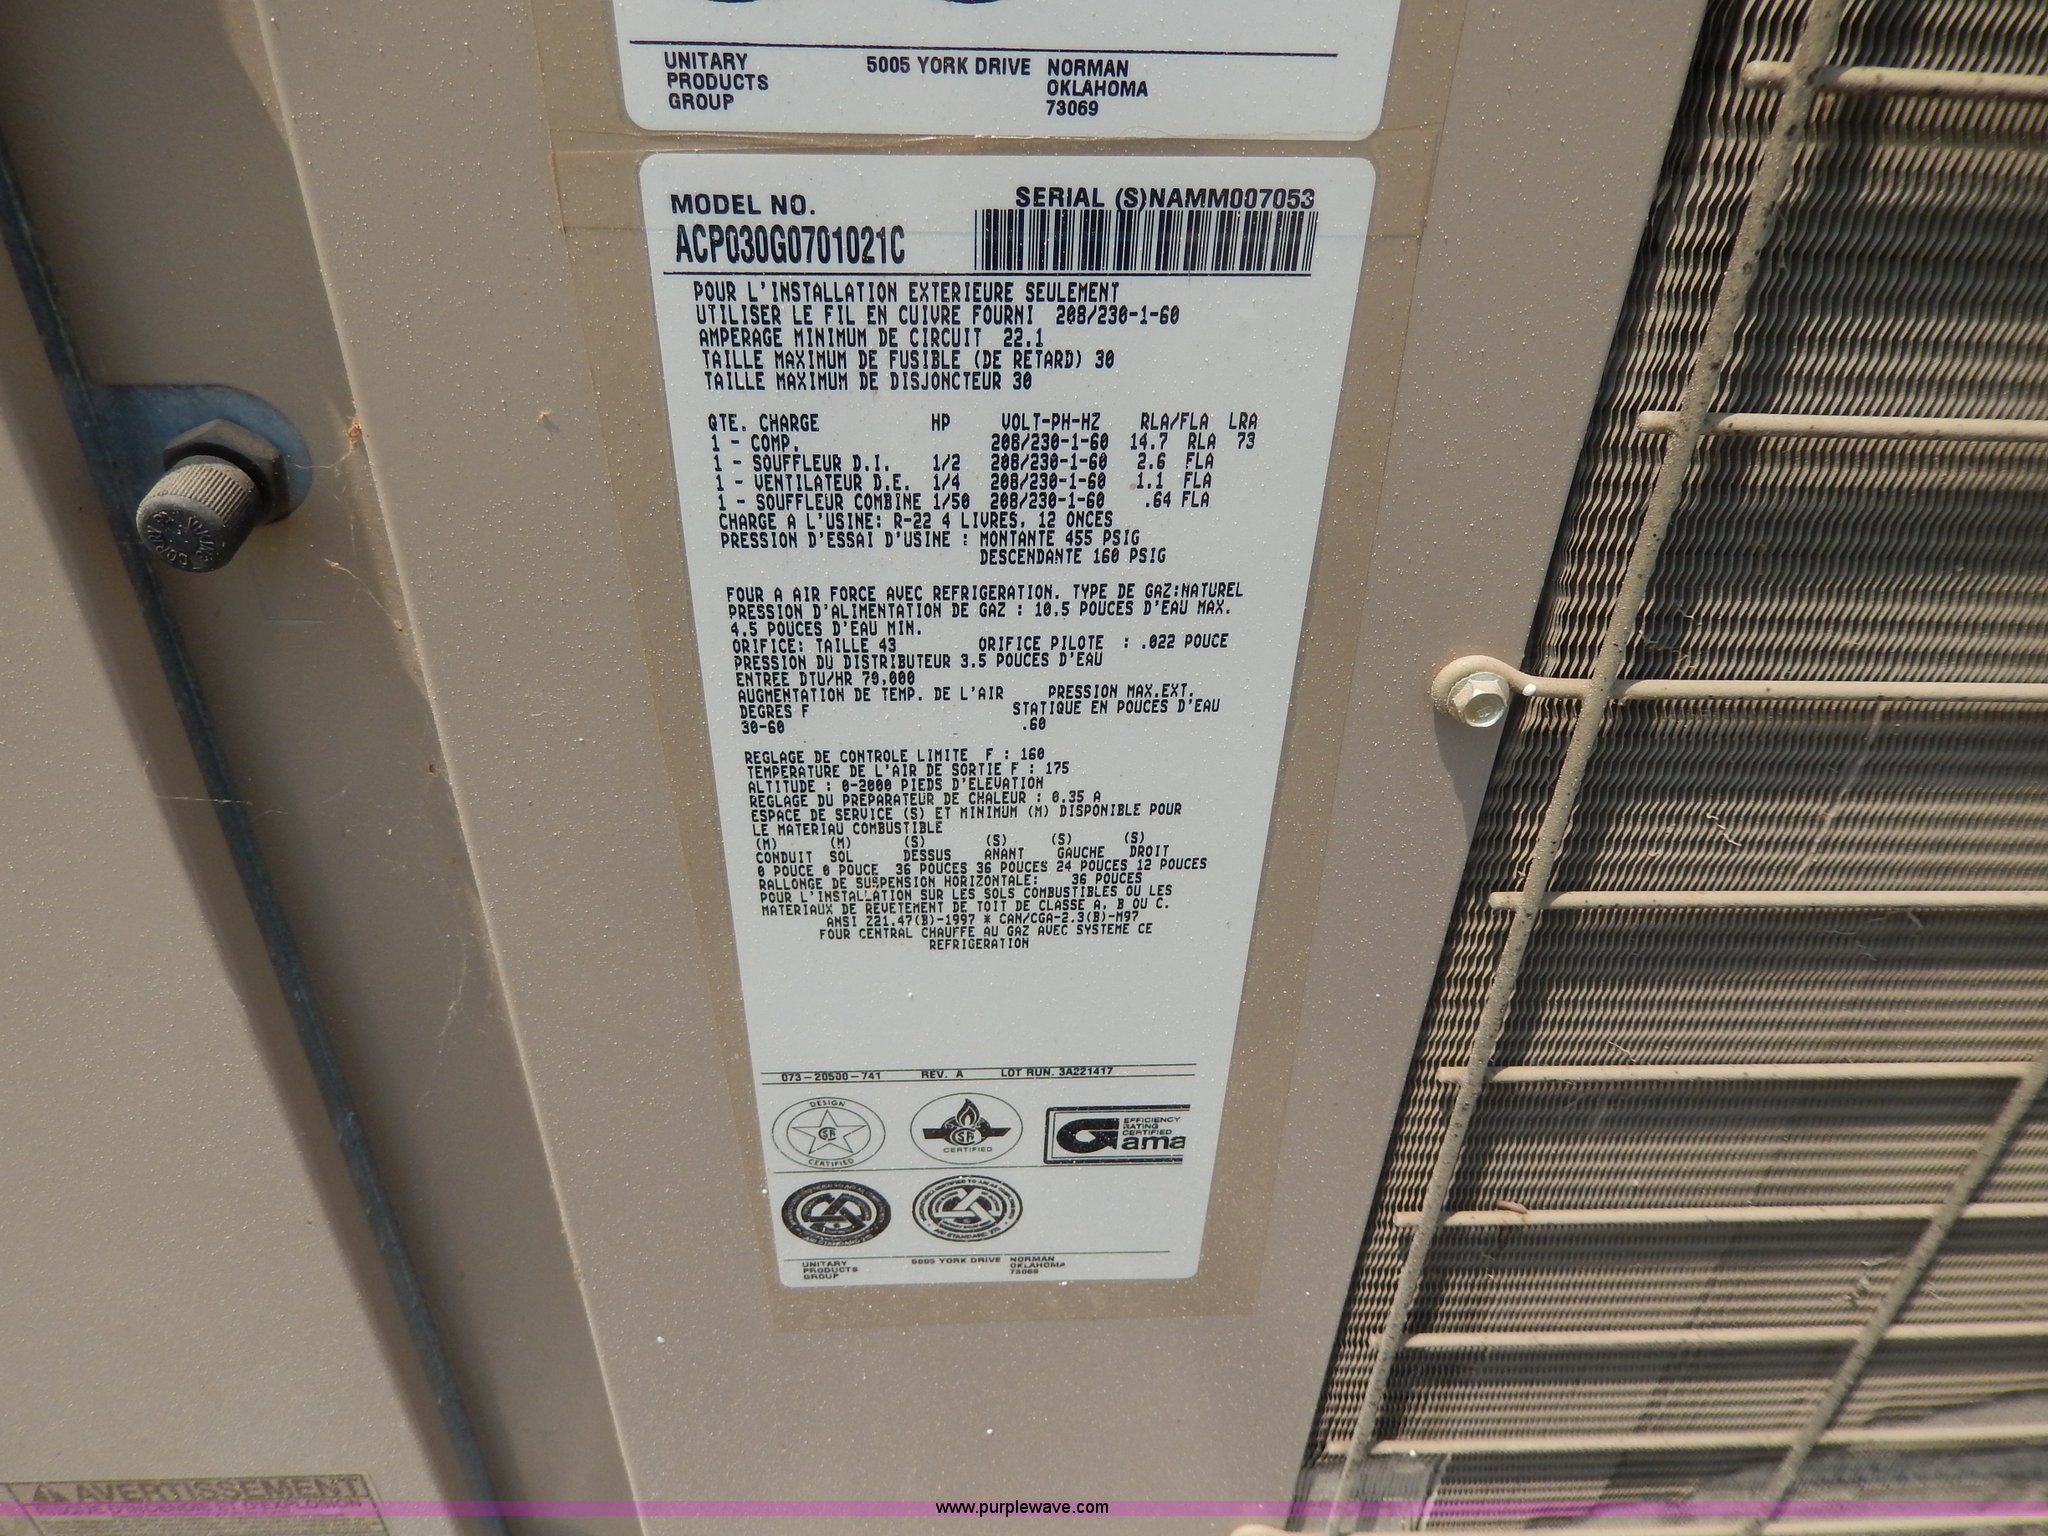 UNITARY
PRODUCTS
GROUP
5005 YORK DRIVE
NORMAN
OKLAHOMA
73069
MODEL NO.
ACP030G0701021C
SERIAL (S)NAMM007053
POUR L'INSTALLATION EXTERIEURE SEULEMENT
UTILISER LE FIL EN CUIVRE FOURNI 208/230-1-60
AMPERAGE MINIMUM DE CIRCUIT 22.1
TAILLE MAXIMUM DE FUSIBLE (DE RETARD) 30
TAILLE MAXIMUM DE DISJONCTEUR 30
QTE. CHARGE HP VOLT-PH-HZ RLA/FLA LRA
1 - COMP. 208/230-1-60 14.7 RLA 73
1 - SOUFFLEUR D.I. 1/2 208/230-1-60 2.6 FLA
1 - VENTILATEUR D.E. 1/4 208/230-1-60 1.1 FLA
1 - SOUFFLEUR COMBINE 1/50 208/230-1-60 .64 FLA
CHARGE A L'USINE: R-22 4 LIVRES, 12 ONCES
PRESSION D'ESSAI D'USINE : MONTANTE 455 PSIG
DESCENDANTE 160 PSIG
FOUR A AIR FORCE AVEC REFRIGERATION. TYPE DE GAZ:NATUREL
PRESSION D'ALIMENTATION DE GAZ : 10.5 POUCES D'EAU MAX.
4.5 POUCES D'EAU MIN.
ORIFICE: TAILLE 43 ORIFICE PILOTE : .022 POUCE
PRESSION DU DISTRIBUTEUR 3.5 POUCES D'EAU
ENTREE DTU/HR 70,000
AUGMENTATION DE TEMP. DE L'AIR PRESSION MAX.EXT.
DEGRES F STATIQUE EN POUCES D'EAU
30-60 .60
REGLAGE DE CONTROLE LIMITE F : 160
TEMPERATURE DE L'AIR DE SORTIE F : 175
ALTITUDE : 0-2000 PIEDS D'ELEVATION
REGLAGE DU PREPARATEUR DE CHALEUR : 0.35 A
ESPACE DE SERVICE (S) ET MINIMUM (M) DISPONIBLE POUR
LE MATERIAU COMBUSTIBLE
(M) (M) (S) (S) (S) (S)
CONDUIT SOL DESSUS AVANT GAUCHE DROIT
0 POUCE 0 POUCE 36 POUCES 36 POUCES 24 POUCES 12 POUCES
RALLONGE DE SUSPENSION HORIZONTALE: 36 POUCES
POUR L'INSTALLATION SUR LES SOLS COMBUSTIBLES OU LES
MATERIAUX DE REVETEMENT DE TOIT DE CLASSE A, B OU C.
ANSI Z21.47(B)-1997 * CAN/CGA-2.3(B)-M97
FOUR CENTRAL CHAUFFE AU GAZ AVEC SYSTEME CE
REFRIGERATION
073-20500-741 REV. A LOT RUN. 3A221417
DESIGN
CERTIFIED
CERTIFIED
EFFICIENCY
RATING
CERTIFIED
Gama
UNITARY
PRODUCTS
GROUP
5005 YORK DRIVE
NORMAN
OKLAHOMA
73069
AVERTISSEMENT
www.purplewave.com